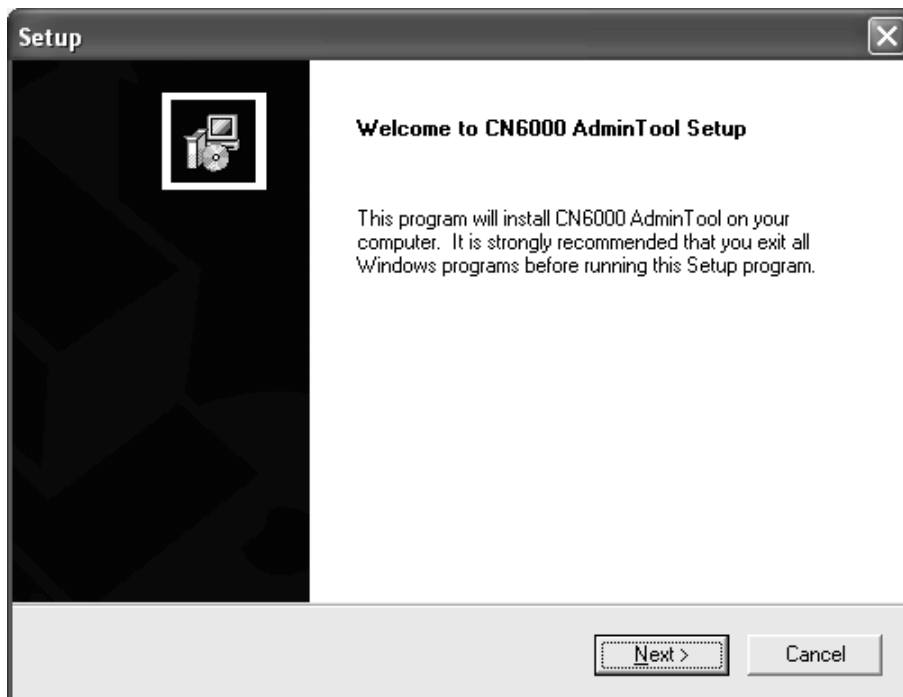 Setup
Welcome to CN6000 AdminTool Setup
This program will install CN6000 AdminTool on your
computer. It is strongly recommended that you exit all
Windows programs before running this Setup program.
Next >
Cancel